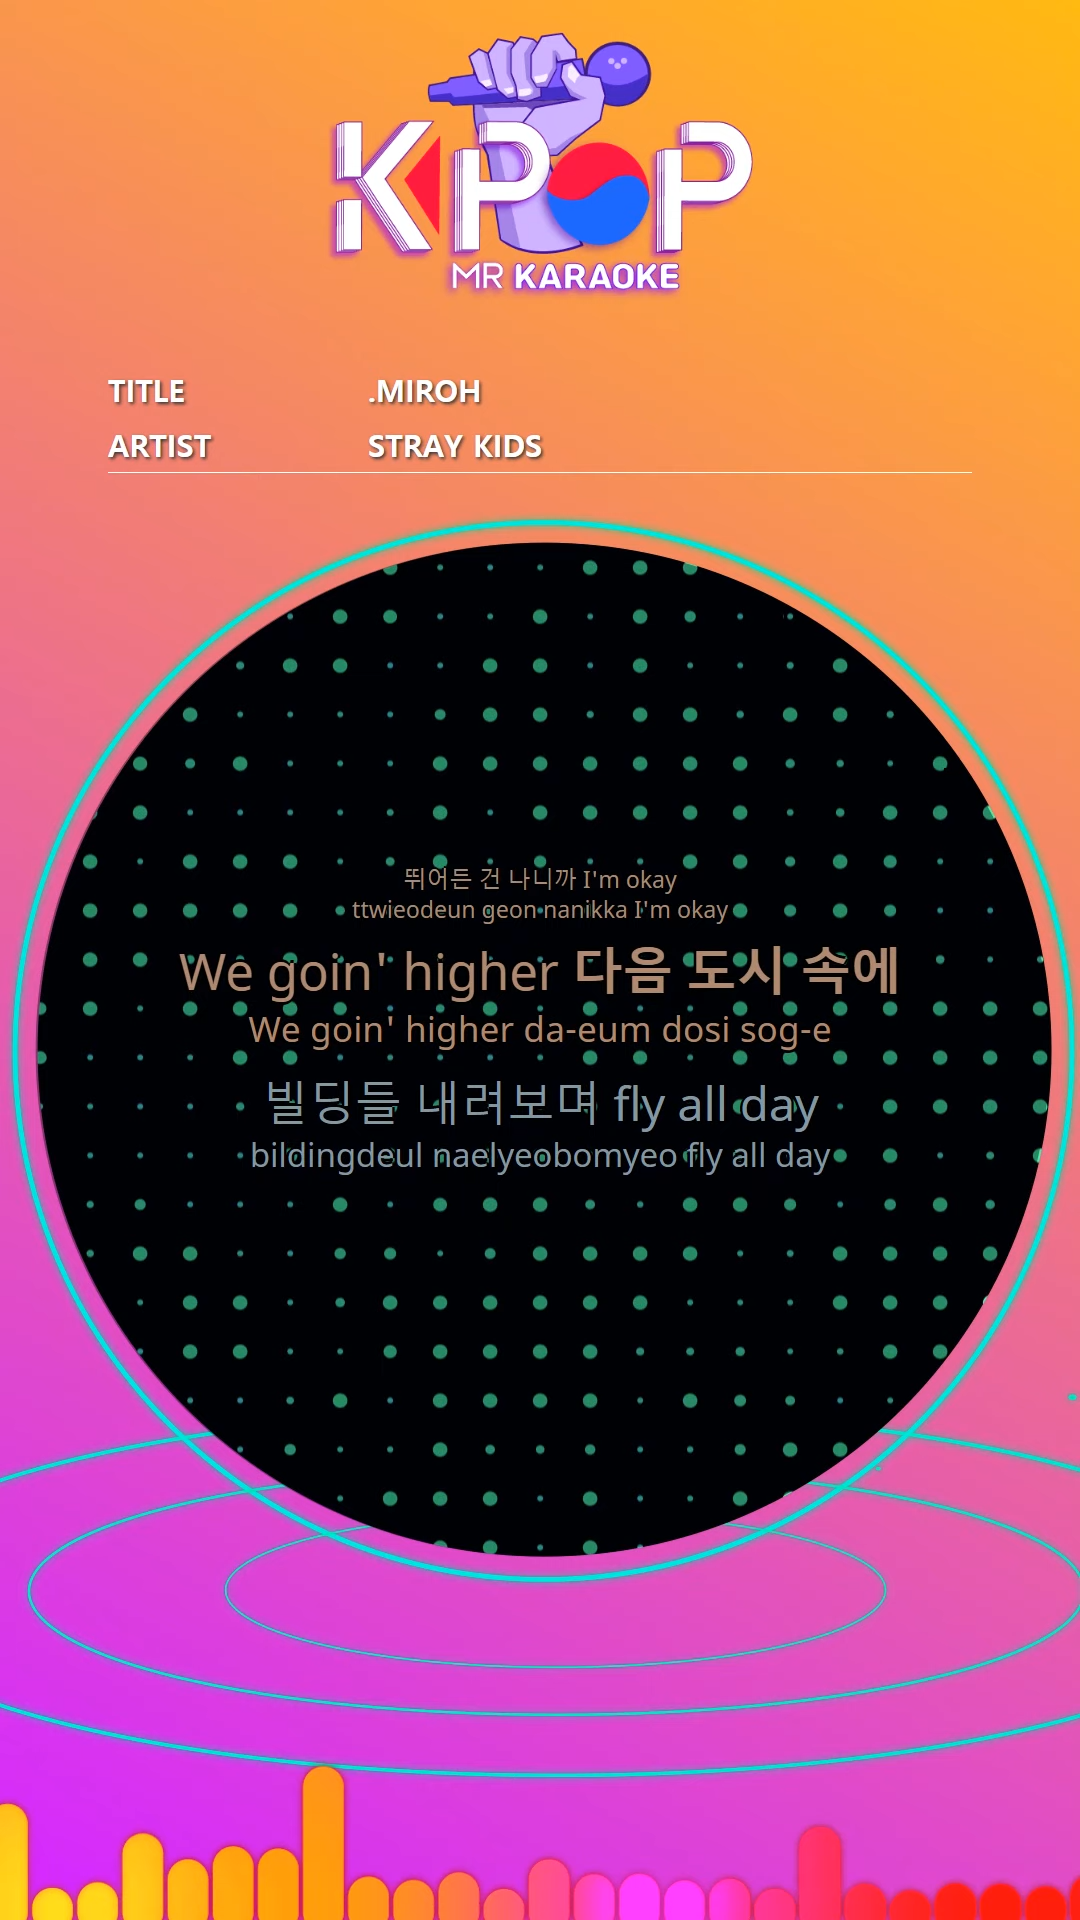 KPOP
MR KARAOKE
TITLE .MIROH
ARTIST STRAY KIDS
뛰어든 건 나니까 I'm okay
ttwieodeun geon nanikka I'm okay
We goin' higher 다음 도시 속에
We goin' higher da-eum dosi sog-e
빌딩들 내려보며 fly all day
bildingdeul naelyeobomyeo fly all day